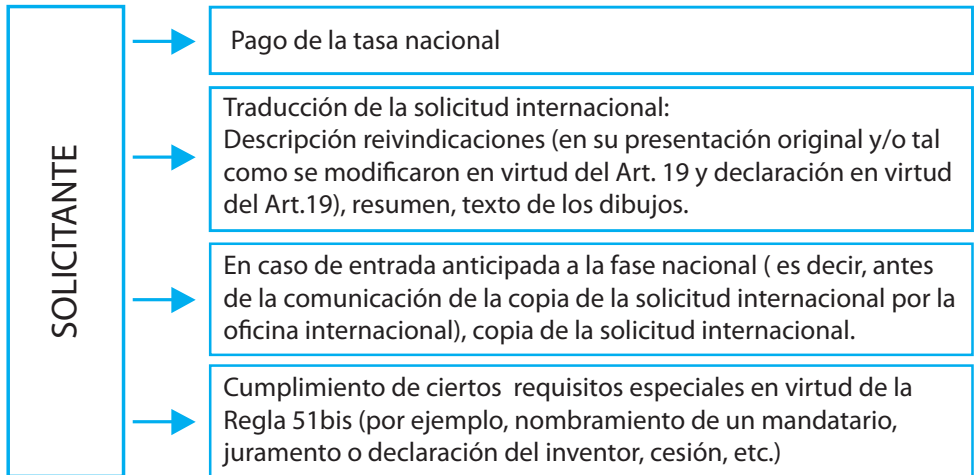 SOLICITANTE
Pago de la tasa nacional
Traducción de la solicitud internacional:
Descripción reivindicaciones (en su presentación original y/o tal
como se modificaron en virtud del Art. 19 y declaración en virtud
del Art.19), resumen, texto de los dibujos.
En caso de entrada anticipada a la fase nacional ( es decir, antes
de la comunicación de la copia de la solicitud internacional por la
oficina internacional), copia de la solicitud internacional.
Cumplimiento de ciertos requisitos especiales en virtud de la
Regla 51bis (por ejemplo, nombramiento de un mandatario,
juramento o declaración del inventor, cesión, etc.)